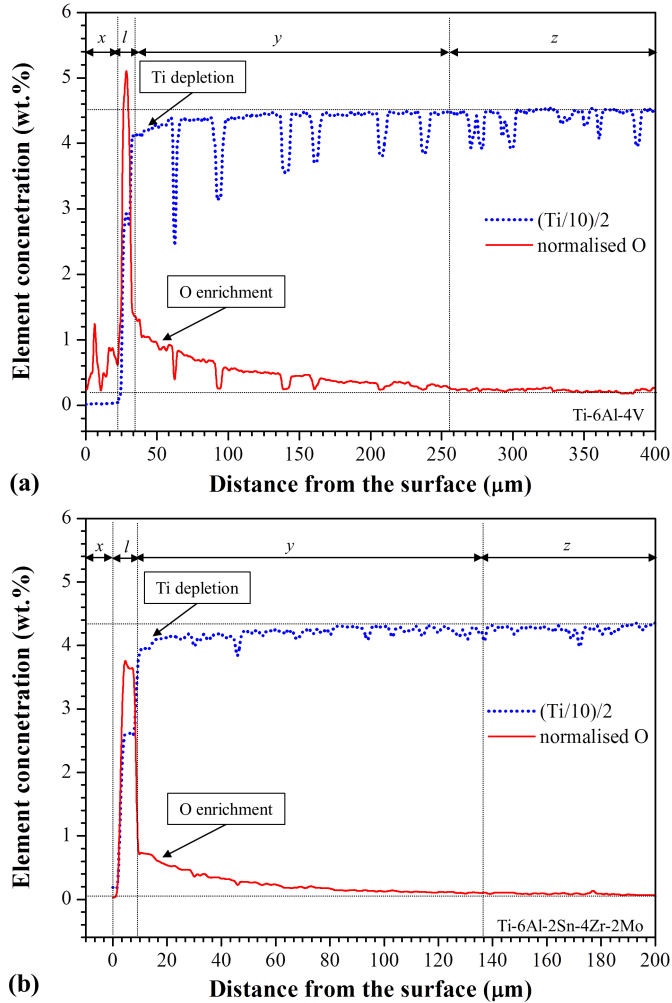 x l y z
6
5
4
3
2
1
0
Element concnetration (wt.%)
Ti depletion
(Ti/10)/2
normalised O
O enrichment
Ti-6Al-4V
0 50 100 150 200 250 300 350 400
(a) Distance from the surface (μm)
6
5
4
3
2
1
0
Element concnetration (wt.%)
x l y z
Ti depletion
(Ti/10)/2
normalised O
O enrichment
Ti-6Al-2Sn-4Zr-2Mo
0 20 40 60 80 100 120 140 160 180 200
(b) Distance from the surface (μm)